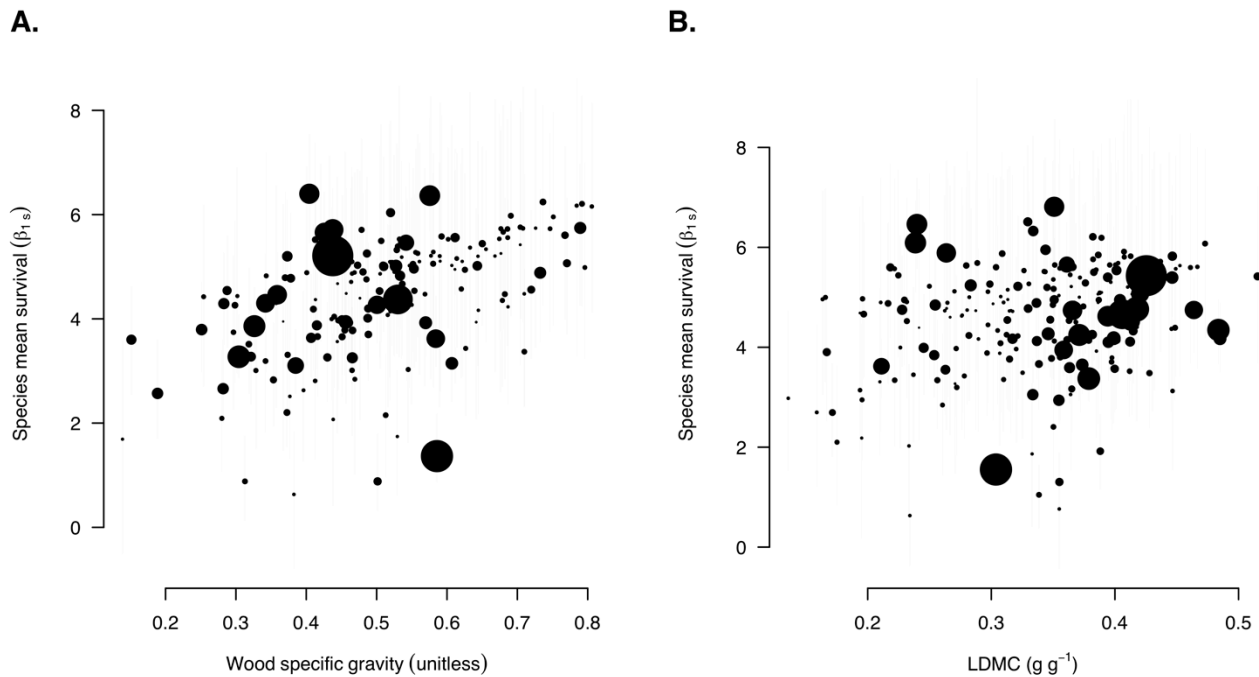 A.
8
6
4
2
0
Species mean survival (β1 s)
0.2 0.3 0.4 0.5 0.6 0.7 0.8
Wood specific gravity (unitless)
B.
8
6
4
2
0
Species mean survival (β1 s)
0.2 0.3 0.4 0.5
LDMC (g g−1)